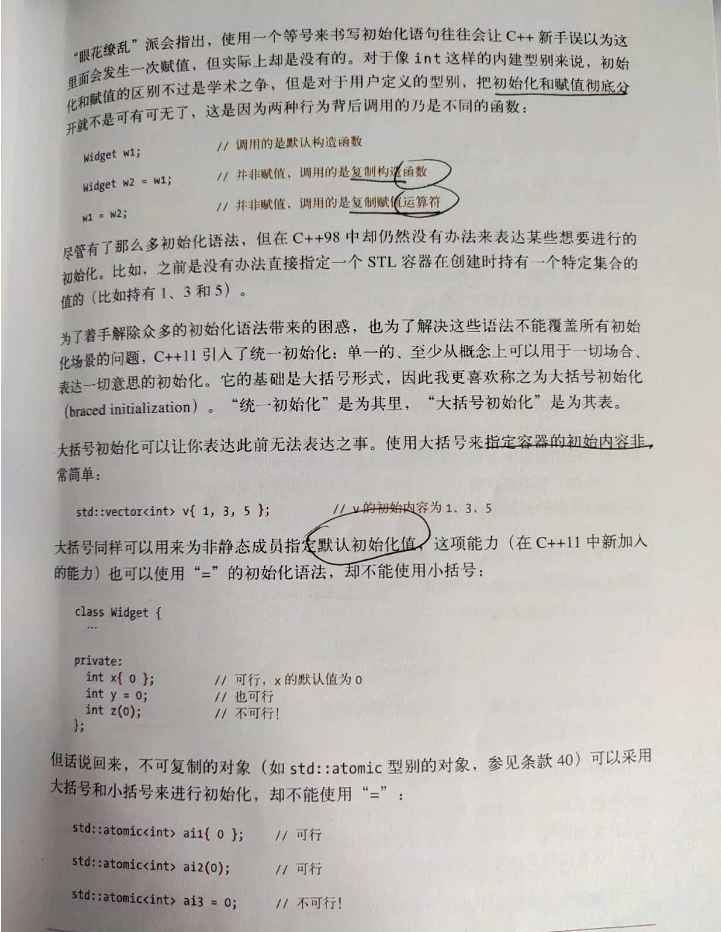 “眼花缭乱”派会指出，使用一个等号来书写初始化语句往往会让 C++ 新手误以为这
里面会发生一次赋值，但实际上却是没有的。对于像 int 这样的内建型别来说，初始
化和赋值的区别不过是学术之争，但是对于用户定义的型别，把初始化和赋值彻底分
开就不是可有可无了，这是因为两种行为背后调用的乃是不同的函数：
Widget w1; // 调用的是默认构造函数
Widget w2 = w1; // 并非赋值，调用的是复制构造函数
w1 = w2; // 并非赋值，调用的是复制赋值运算符
尽管有了那么多初始化语法，但在 C++98 中却仍然没有办法来表达某些想要进行的
初始化。比如，之前是没有办法直接指定一个 STL 容器在创建时持有一个特定集合的
值的（比如持有 1、3 和 5）。
为了着手解除众多的初始化语法带来的困惑，也为了解决这些语法不能覆盖所有初始
化场景的问题，C++11 引入了统一初始化：单一的、至少从概念上可以用于一切场合、
表达一切意思的初始化。它的基础是大括号形式，因此我更喜欢称之为大括号初始化
（braced initialization）。“统一初始化”是为其里，“大括号初始化”是为其表。
大括号初始化可以让你表达此前无法表达之事。使用大括号来指定容器的初始内容非
常简单：
std::vector<int> v{ 1, 3, 5 }; // v 的初始内容为 1、3、5
大括号同样可以用来为非静态成员指定默认初始化值，这项能力（在 C++11 中新加入
的能力）也可以使用“=”的初始化语法，却不能使用小括号：
class Widget {
...
private:
int x{ 0 }; // 可行，x 的默认值为 0
int y = 0; // 也可行
int z(0); // 不可行！
};
但话说回来，不可复制的对象（如 std::atomic 型别的对象，参见条款 40）可以采用
大括号和小括号来进行初始化，却不能使用“=”：
std::atomic<int> ai1{ 0 }; // 可行
std::atomic<int> ai2(0); // 可行
std::atomic<int> ai3 = 0; // 不可行！